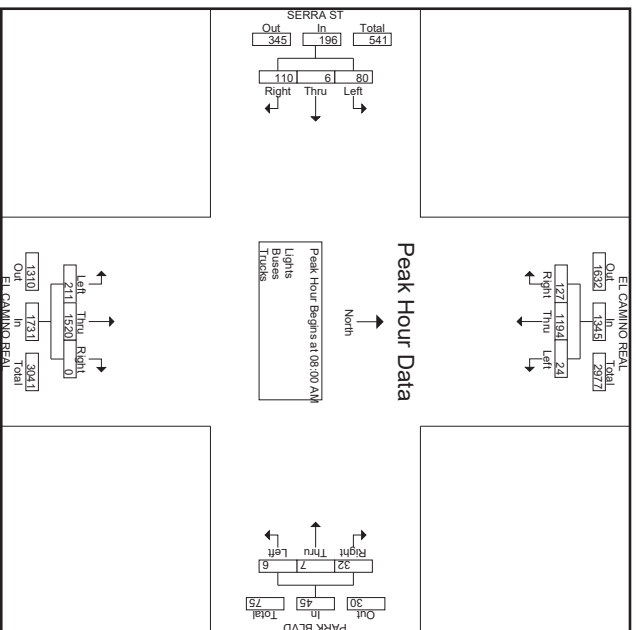 SERRA ST
Out In Total
345 196 541
110 6 80
Right Thru Left
EL CAMINO REAL
Out In Total
1632 1345 2977
127 1194 24
Right Thru Left
Peak Hour Data
North
Peak Hour Begins at 08:00 AM
Lights
Buses
Trucks
Left Thru Right
211 1520 0
1310 1731 3041
Out In Total
EL CAMINO REAL
Left Thru Right
6 7 32
75 45 30
Total In Out
PARK BLVD